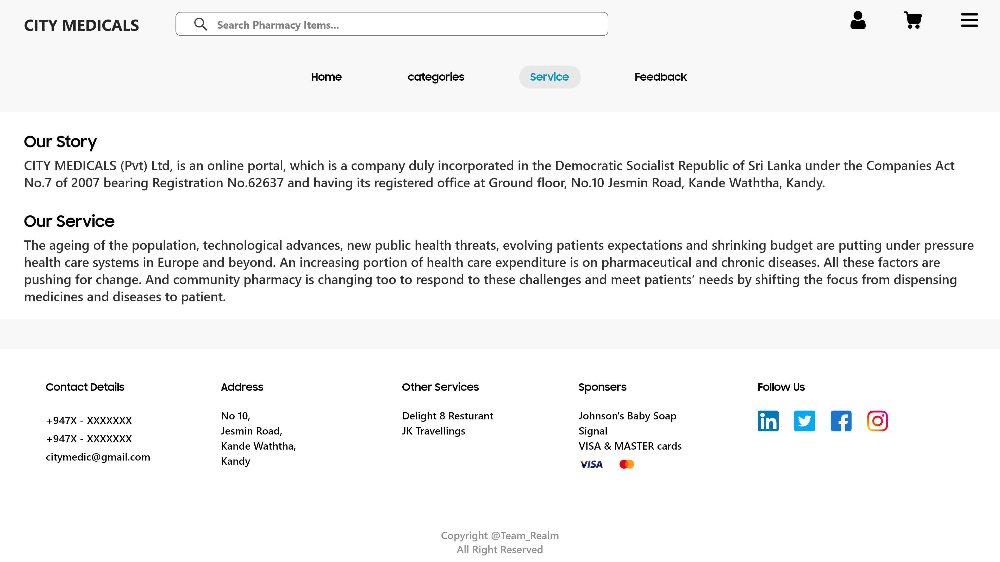 CITY MEDICALS
Search Pharmacy Items...
Home
categories
Service
Feedback
Our Story
CITY MEDICALS (Pvt) Ltd, is an online portal, which is a company duly incorporated in the Democratic Socialist Republic of Sri Lanka under the Companies Act
No.7 of 2007 bearing Registration No.62637 and having its registered office at Ground floor, No.10 Jesmin Road, Kande Waththa, Kandy.
Our Service
The ageing of the population, technological advances, new public health threats, evolving patients expectations and shrinking budget are putting under pressure
health care systems in Europe and beyond. An increasing portion of health care expenditure is on pharmaceutical and chronic diseases. All these factors are
pushing for change. And community pharmacy is changing too to respond to these challenges and meet patients’ needs by shifting the focus from dispensing
medicines and diseases to patient.
Contact Details
+947X - XXXXXXX
+947X - XXXXXXX
citymedic@gmail.com
Address
No 10,
Jesmin Road,
Kande Waththa,
Kandy
Other Services
Delight 8 Resturant
JK Travellings
Sponsers
Johnson's Baby Soap
Signal
VISA & MASTER cards
VISA
Follow Us
in
Copyright @Team_Realm
All Right Reserved